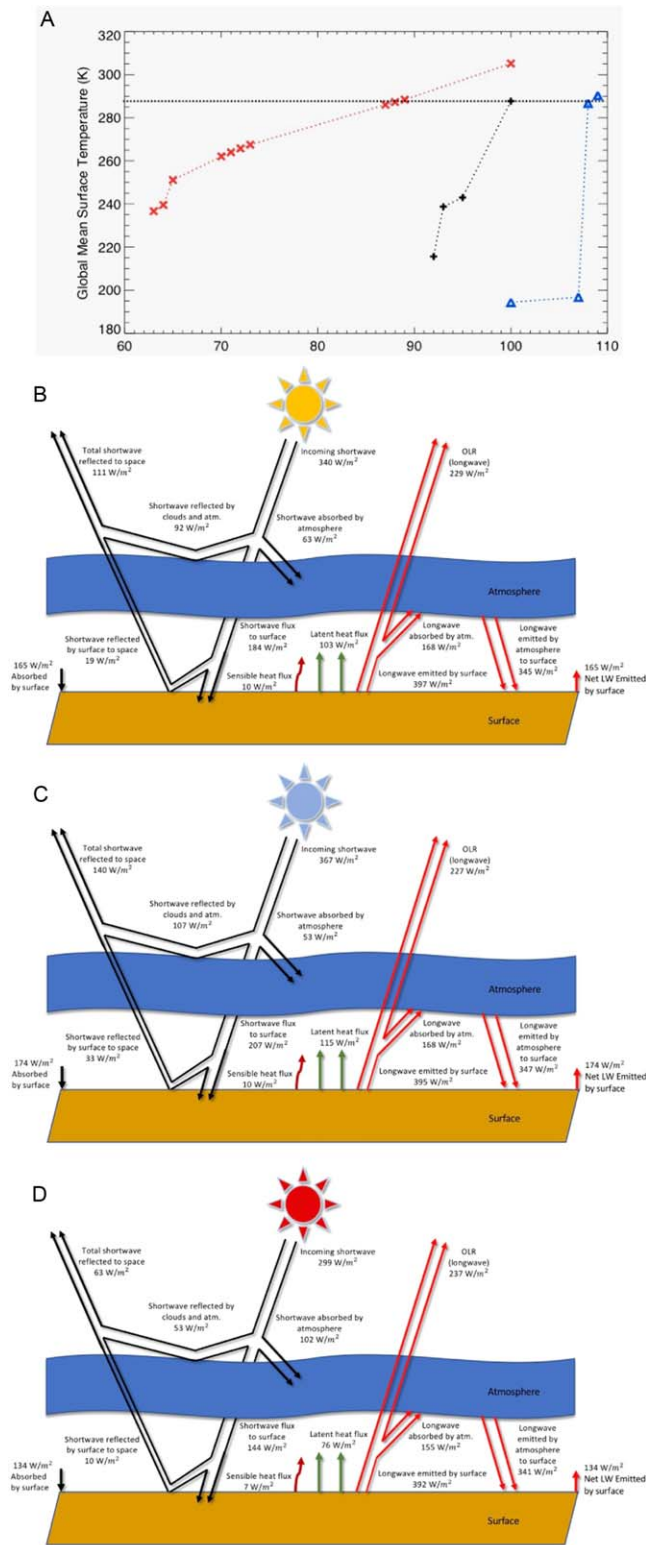 A
Global Mean Surface Temperature (K)
320
300
280
260
240
220
200
180
60 70 80 90 100 110
B
Total shortwave
reflected to space
111 W/m²
Incoming shortwave
340 W/m²
OLR
(longwave)
229 W/m²
Shortwave reflected by
clouds and atm.
92 W/m²
Shortwave absorbed by
atmosphere
63 W/m²
Atmosphere
Shortwave reflected
by surface to space
19 W/m²
Shortwave flux
to surface
184 W/m²
Latent heat flux
103 W/m²
Longwave
absorbed by atm.
168 W/m²
Longwave
emitted by
atmosphere
to surface
345 W/m²
165 W/m²
Absorbed
by surface
Sensible heat flux
10 W/m²
Longwave emitted by surface
397 W/m²
165 W/m²
Net LW Emitted
by surface
Surface
C
Total shortwave
reflected to space
140 W/m²
Incoming shortwave
367 W/m²
OLR
(longwave)
227 W/m²
Shortwave reflected by
clouds and atm.
107 W/m²
Shortwave absorbed by
atmosphere
53 W/m²
Atmosphere
Shortwave reflected
by surface to space
33 W/m²
Shortwave flux
to surface
207 W/m²
Latent heat flux
115 W/m²
Longwave
absorbed by atm.
168 W/m²
Longwave
emitted by
atmosphere
to surface
347 W/m²
174 W/m²
Absorbed
by surface
Sensible heat flux
10 W/m²
Longwave emitted by surface
395 W/m²
174 W/m²
Net LW Emitted
by surface
Surface
D
Total shortwave
reflected to space
63 W/m²
Incoming shortwave
299 W/m²
OLR
(longwave)
237 W/m²
Shortwave reflected by
clouds and atm.
53 W/m²
Shortwave absorbed by
atmosphere
102 W/m²
Atmosphere
Shortwave reflected
by surface to space
10 W/m²
Shortwave flux
to surface
144 W/m²
Latent heat flux
76 W/m²
Longwave
absorbed by atm.
155 W/m²
Longwave
emitted by
atmosphere
to surface
341 W/m²
134 W/m²
Absorbed
by surface
Sensible heat flux
7 W/m²
Longwave emitted by surface
392 W/m²
134 W/m²
Net LW Emitted
by surface
Surface